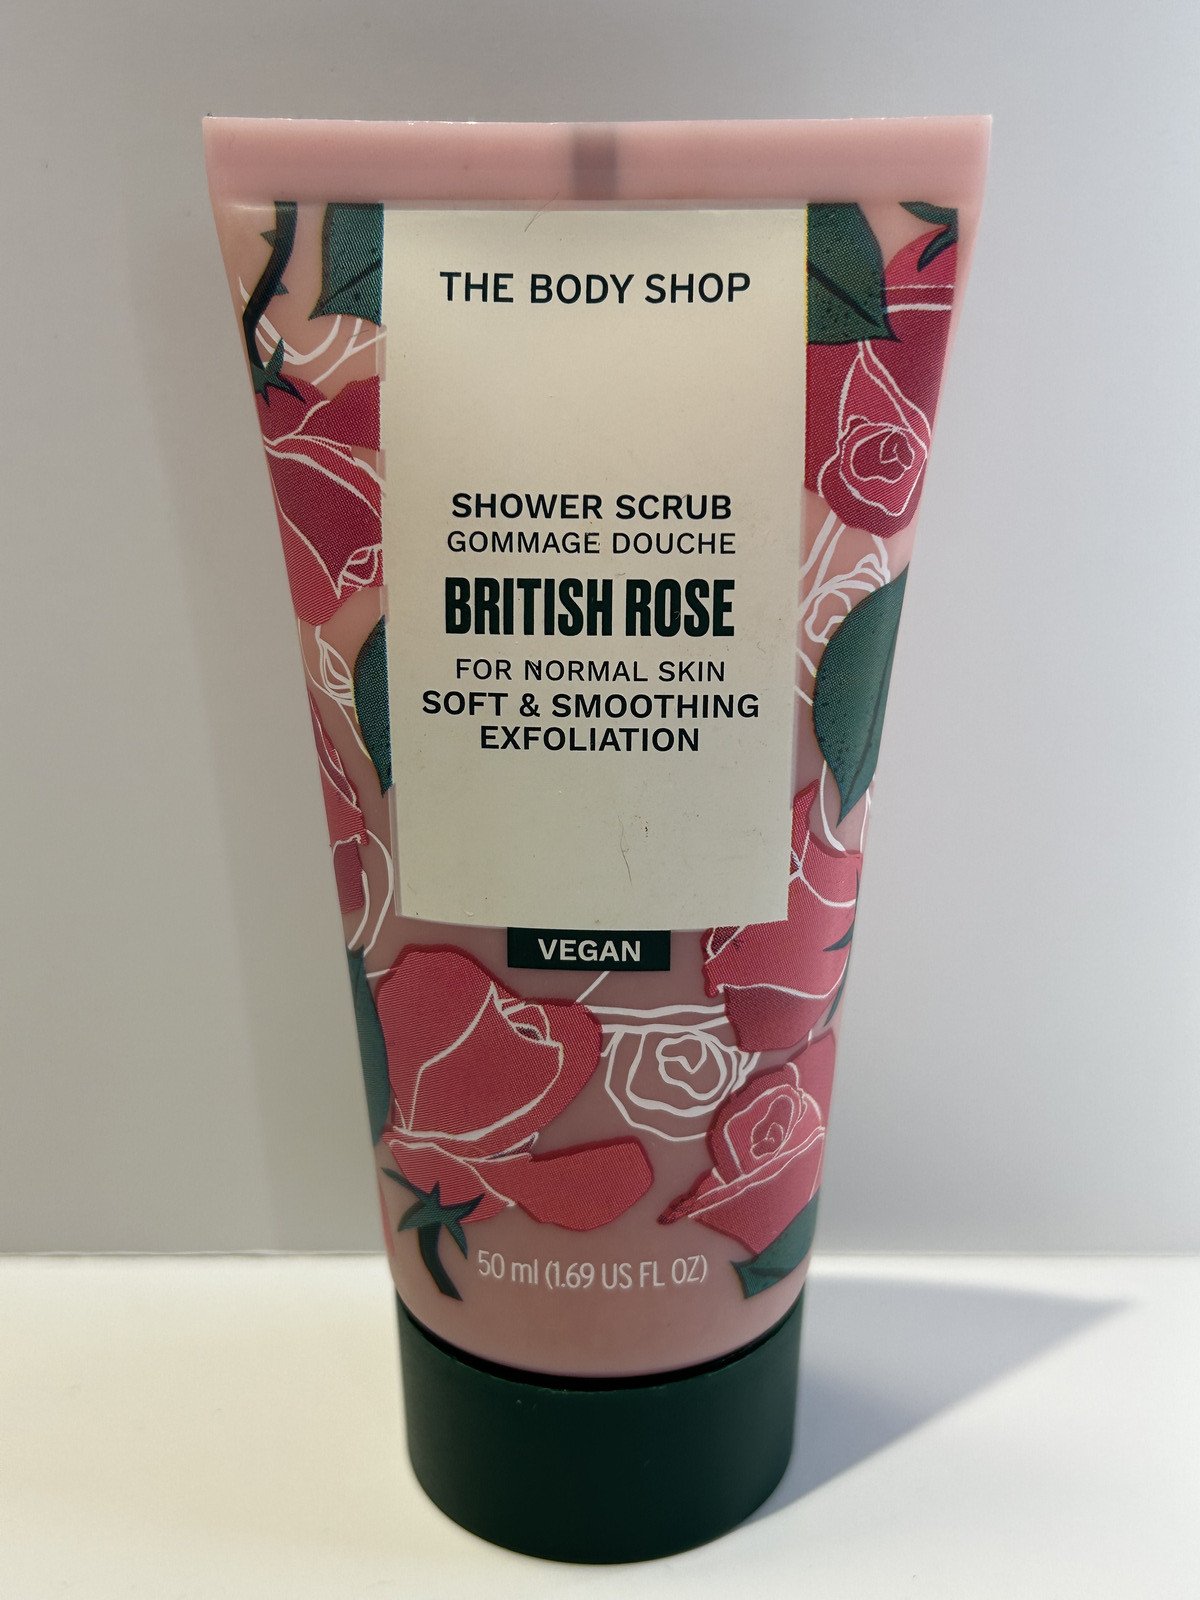 THE BODY SHOP
SHOWER SCRUB
GOMMAGE DOUCHE
BRITISH ROSE
FOR NORMAL SKIN
SOFT & SMOOTHING
EXFOLIATION
VEGAN
50 ml (1.69 US FL OZ)